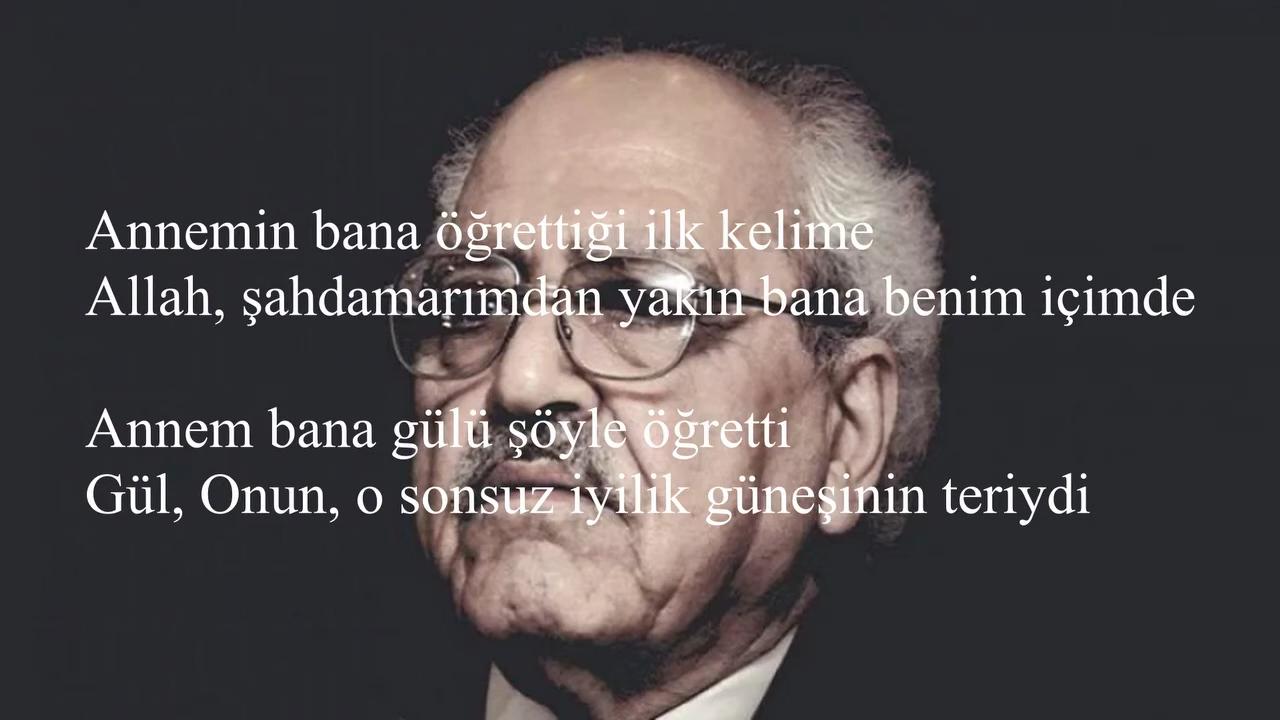 Annemin bana öğrettiği ilk kelime
Allah, şahdamarımdan yakın bana benim içimde
Annem bana gülü şöyle öğretti
Gül, Onun, o sonsuz iyilik güneşinin teriydi